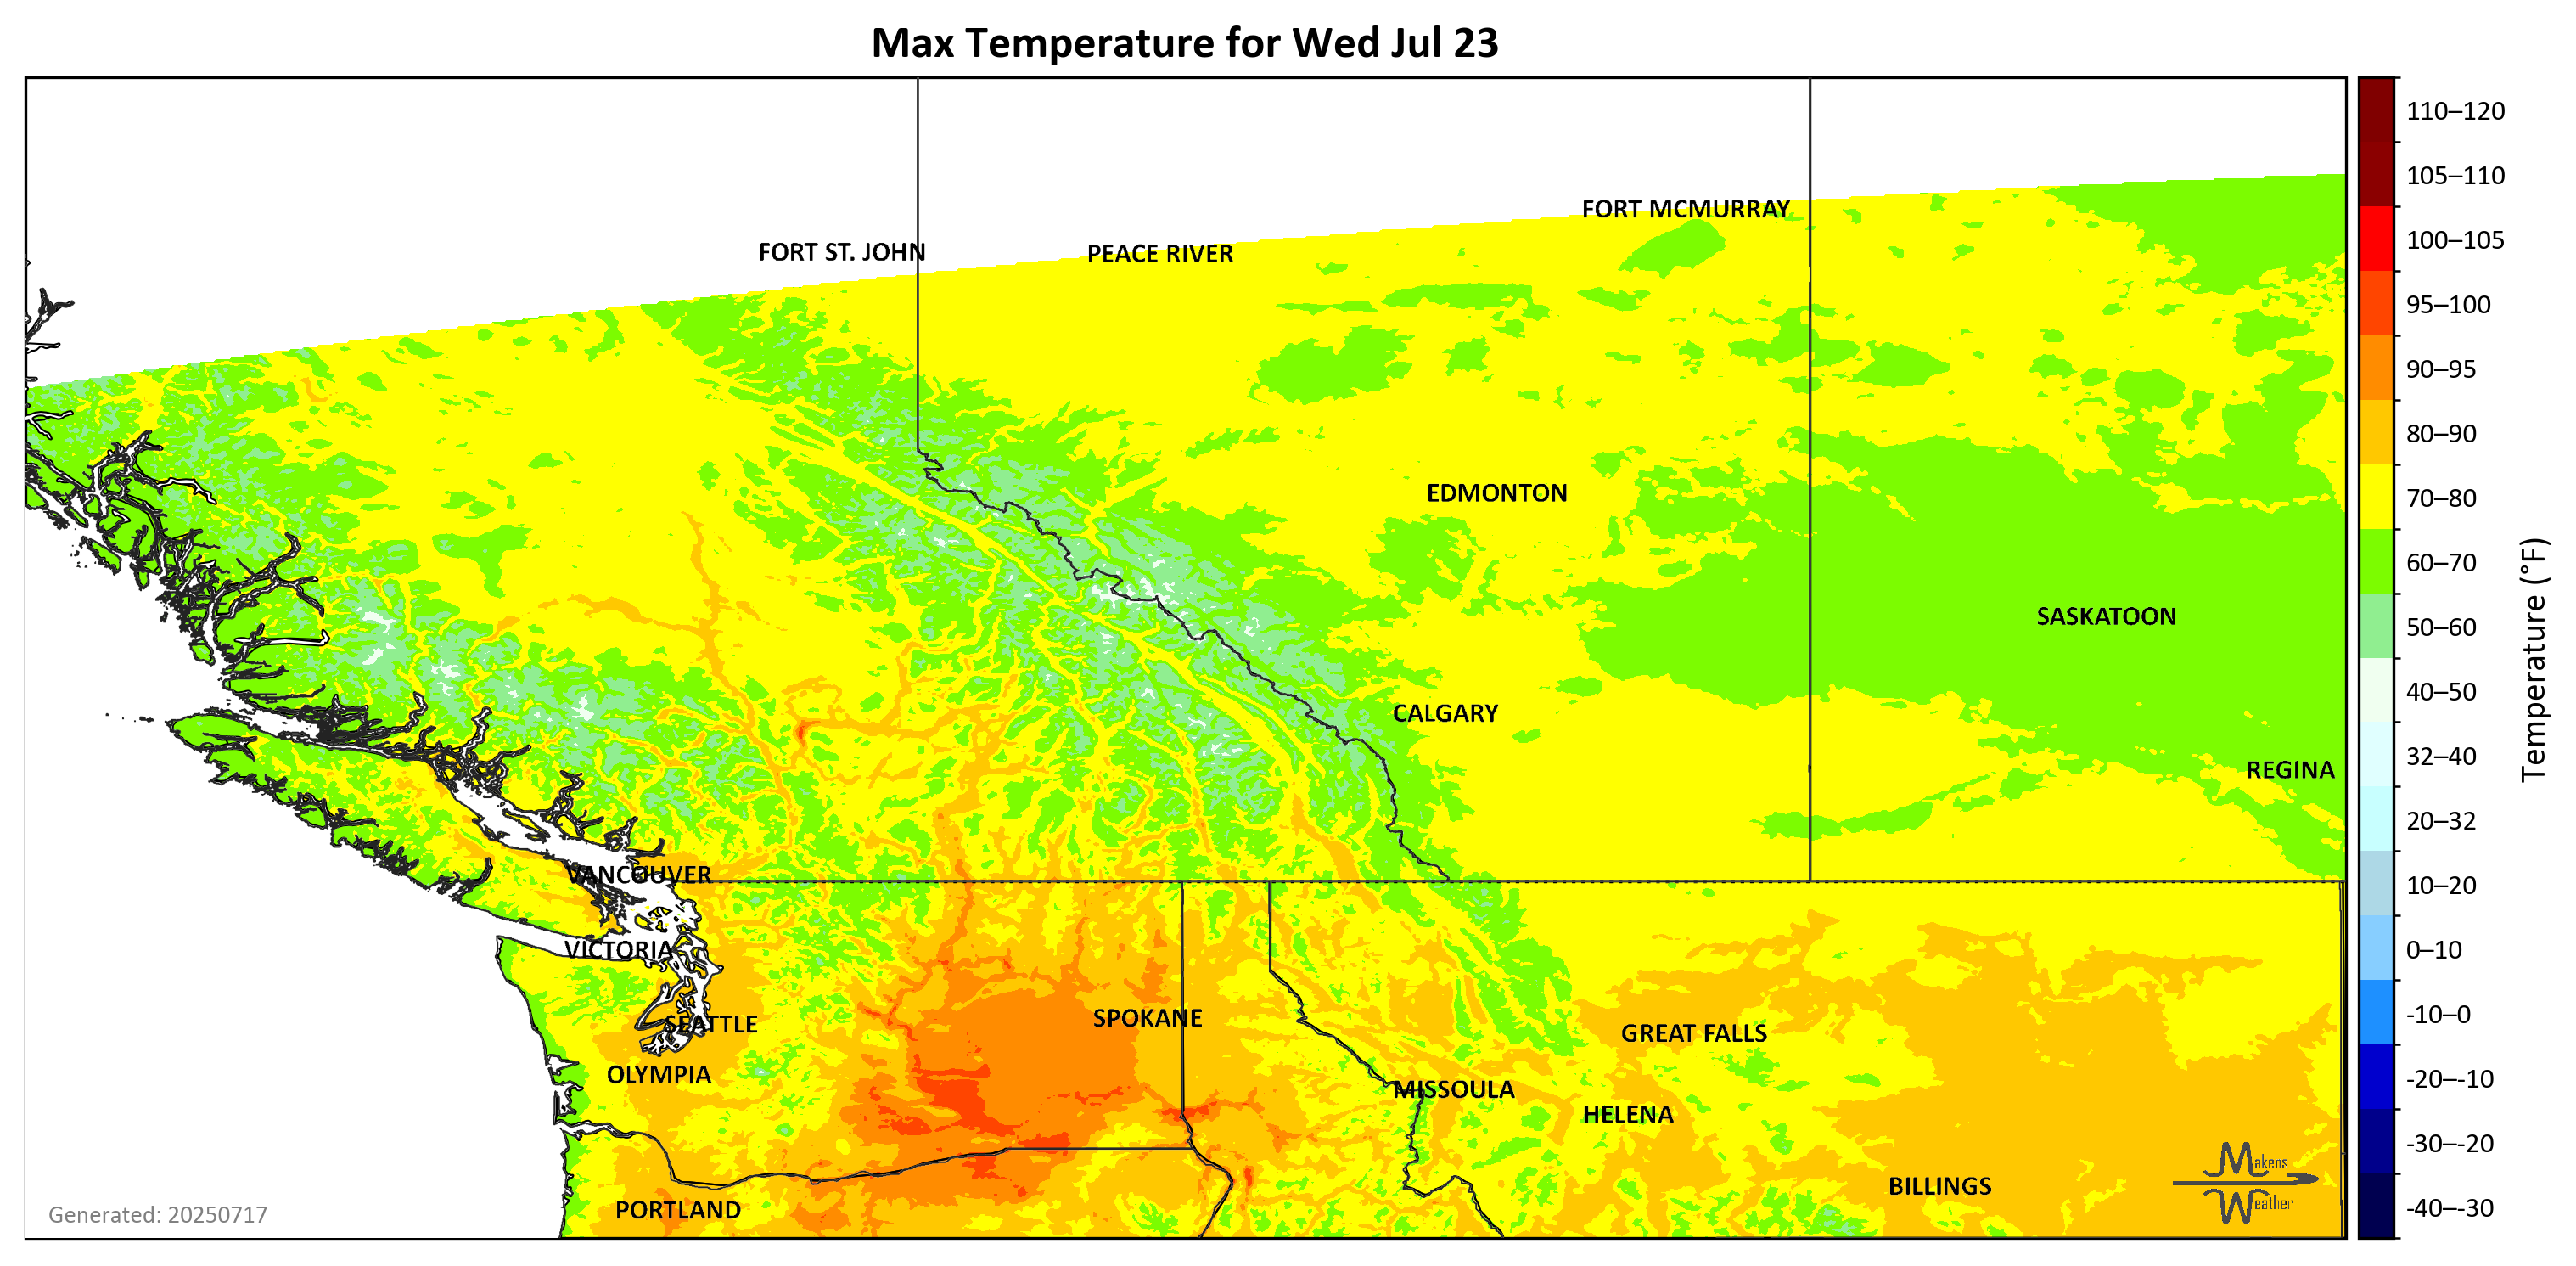 Max Temperature for Wed Jul 23
FORT MCMURRAY
FORT ST. JOHN
PEACE RIVER
EDMONTON
SASKATOON
CALGARY
REGINA
VANCOUVER
VICTORIA
SEATTLE
SPOKANE
GREAT FALLS
OLYMPIA
MISSOULA
HELENA
BILLINGS
PORTLAND
Generated: 20250717
Makens
Weather
110–120
105–110
100–105
95–100
90–95
80–90
70–80
60–70
50–60
40–50
32–40
20–32
10–20
0–10
-10–0
-20–-10
-30–-20
-40–-30
Temperature (°F)